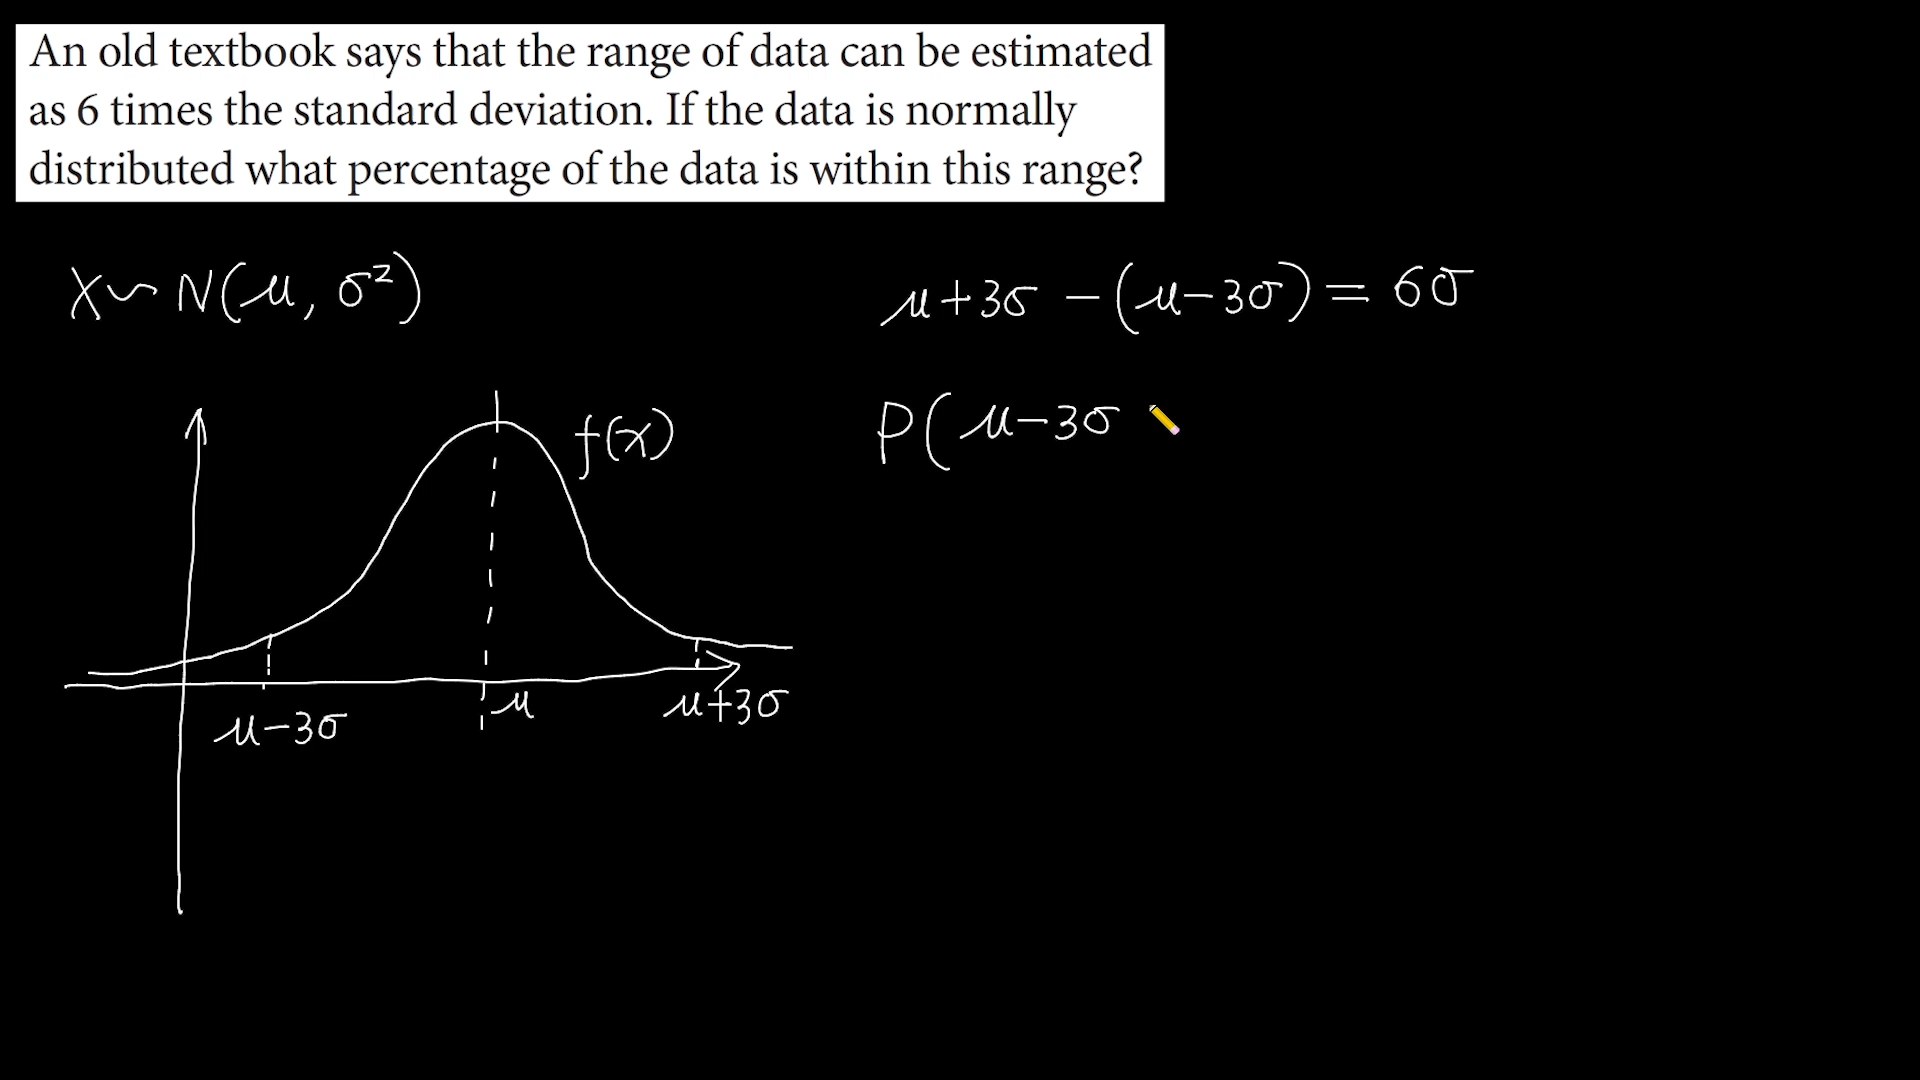 An old textbook says that the range of data can be estimated
as 6 times the standard deviation. If the data is normally
distributed what percentage of the data is within this range?
X ~ N(μ, σ²)
μ+3σ - (μ-3σ) = 6σ
f(x)
P( μ-3σ
μ-3σ
μ
μ+3σ